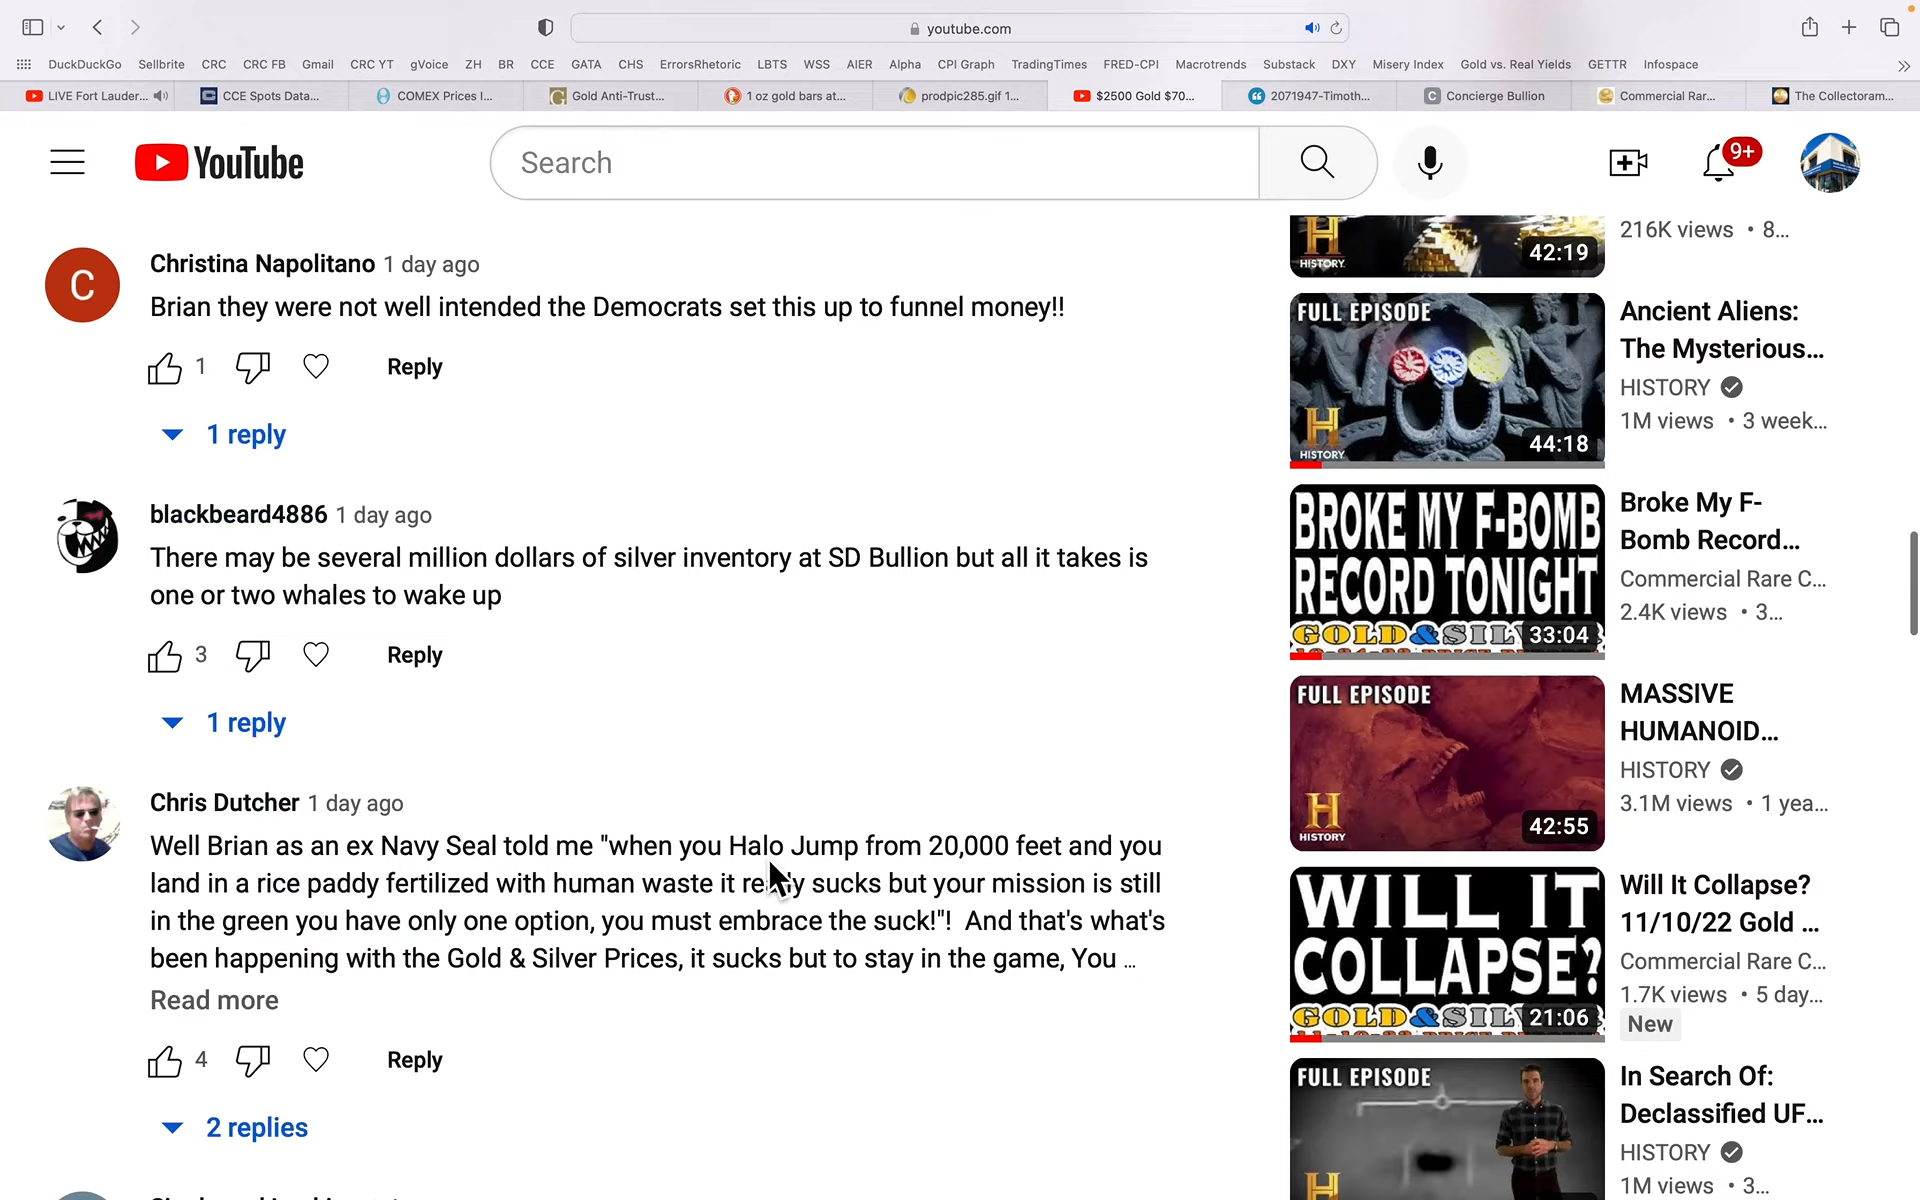 youtube.com
DuckDuckGo Sellbrite CRC CRC FB Gmail CRC YT gVoice ZH BR CCE GATA CHS ErrorsRhetoric LBTS WSS AIER Alpha CPI Graph TradingTimes FRED-CPI Macrotrends Substack DXY Misery Index Gold vs. Real Yields GETTR Infospace
LIVE Fort Lauder... CCE Spots Data... COMEX Prices I... Gold Anti-Trust... 1 oz gold bars at... prodpic285.gif 1... $2500 Gold $70... 2071947-Timoth... Concierge Bullion Commercial Rar... The Collectoram...
YouTube
Search
9+
Christina Napolitano 1 day ago
Brian they were not well intended the Democrats set this up to funnel money!!
1 Reply
1 reply
blackbeard4886 1 day ago
There may be several million dollars of silver inventory at SD Bullion but all it takes is
one or two whales to wake up
3 Reply
1 reply
Chris Dutcher 1 day ago
Well Brian as an ex Navy Seal told me "when you Halo Jump from 20,000 feet and you
land in a rice paddy fertilized with human waste it really sucks but your mission is still
in the green you have only one option, you must embrace the suck!"!  And that's what's
been happening with the Gold & Silver Prices, it sucks but to stay in the game, You ...
Read more
4 Reply
2 replies
H
HISTORY
42:19
216K views • 8...
FULL EPISODE
H
HISTORY
44:18
Ancient Aliens:
The Mysterious...
HISTORY
1M views • 3 week...
BROKE MY F-BOMB
RECORD TONIGHT
GOLD&SIL
33:04
Broke My F-
Bomb Record...
Commercial Rare C...
2.4K views • 3...
FULL EPISODE
H
HISTORY
42:55
MASSIVE
HUMANOID...
HISTORY
3.1M views • 1 yea...
WILL IT
COLLAPSE?
GOLD&SIL
21:06
Will It Collapse?
11/10/22 Gold ...
Commercial Rare C...
1.7K views • 5 day...
New
FULL EPISODE
H
In Search Of:
Declassified UF...
HISTORY
1M views • 3...